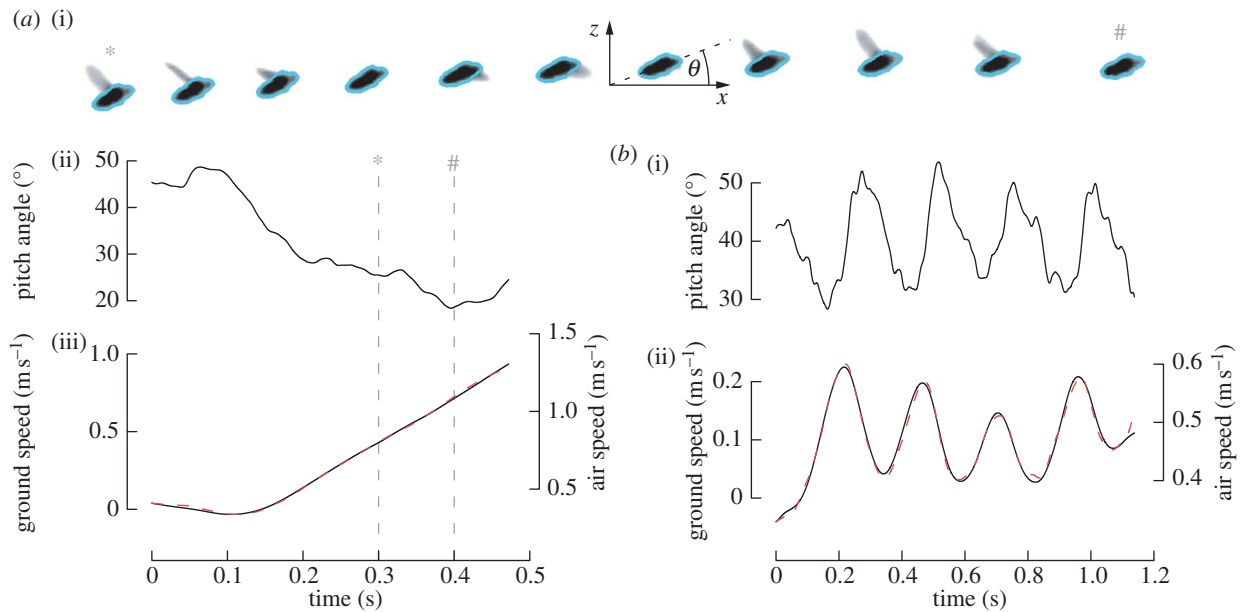 (a) (i)
*
z
θ
x
#
(ii)
*
#
pitch angle (°)
50
40
30
20
(iii)
ground speed (m s⁻¹)
1.0
0.5
0
air speed (m s⁻¹)
1.5
1.0
0.5
0 0.1 0.2 0.3 0.4 0.5
time (s)
(b) (i)
pitch angle (°)
50
40
30
(ii)
ground speed (m s⁻¹)
0.2
0.1
0
air speed (m s⁻¹)
0.6
0.5
0.4
0 0.2 0.4 0.6 0.8 1.0 1.2
time (s)